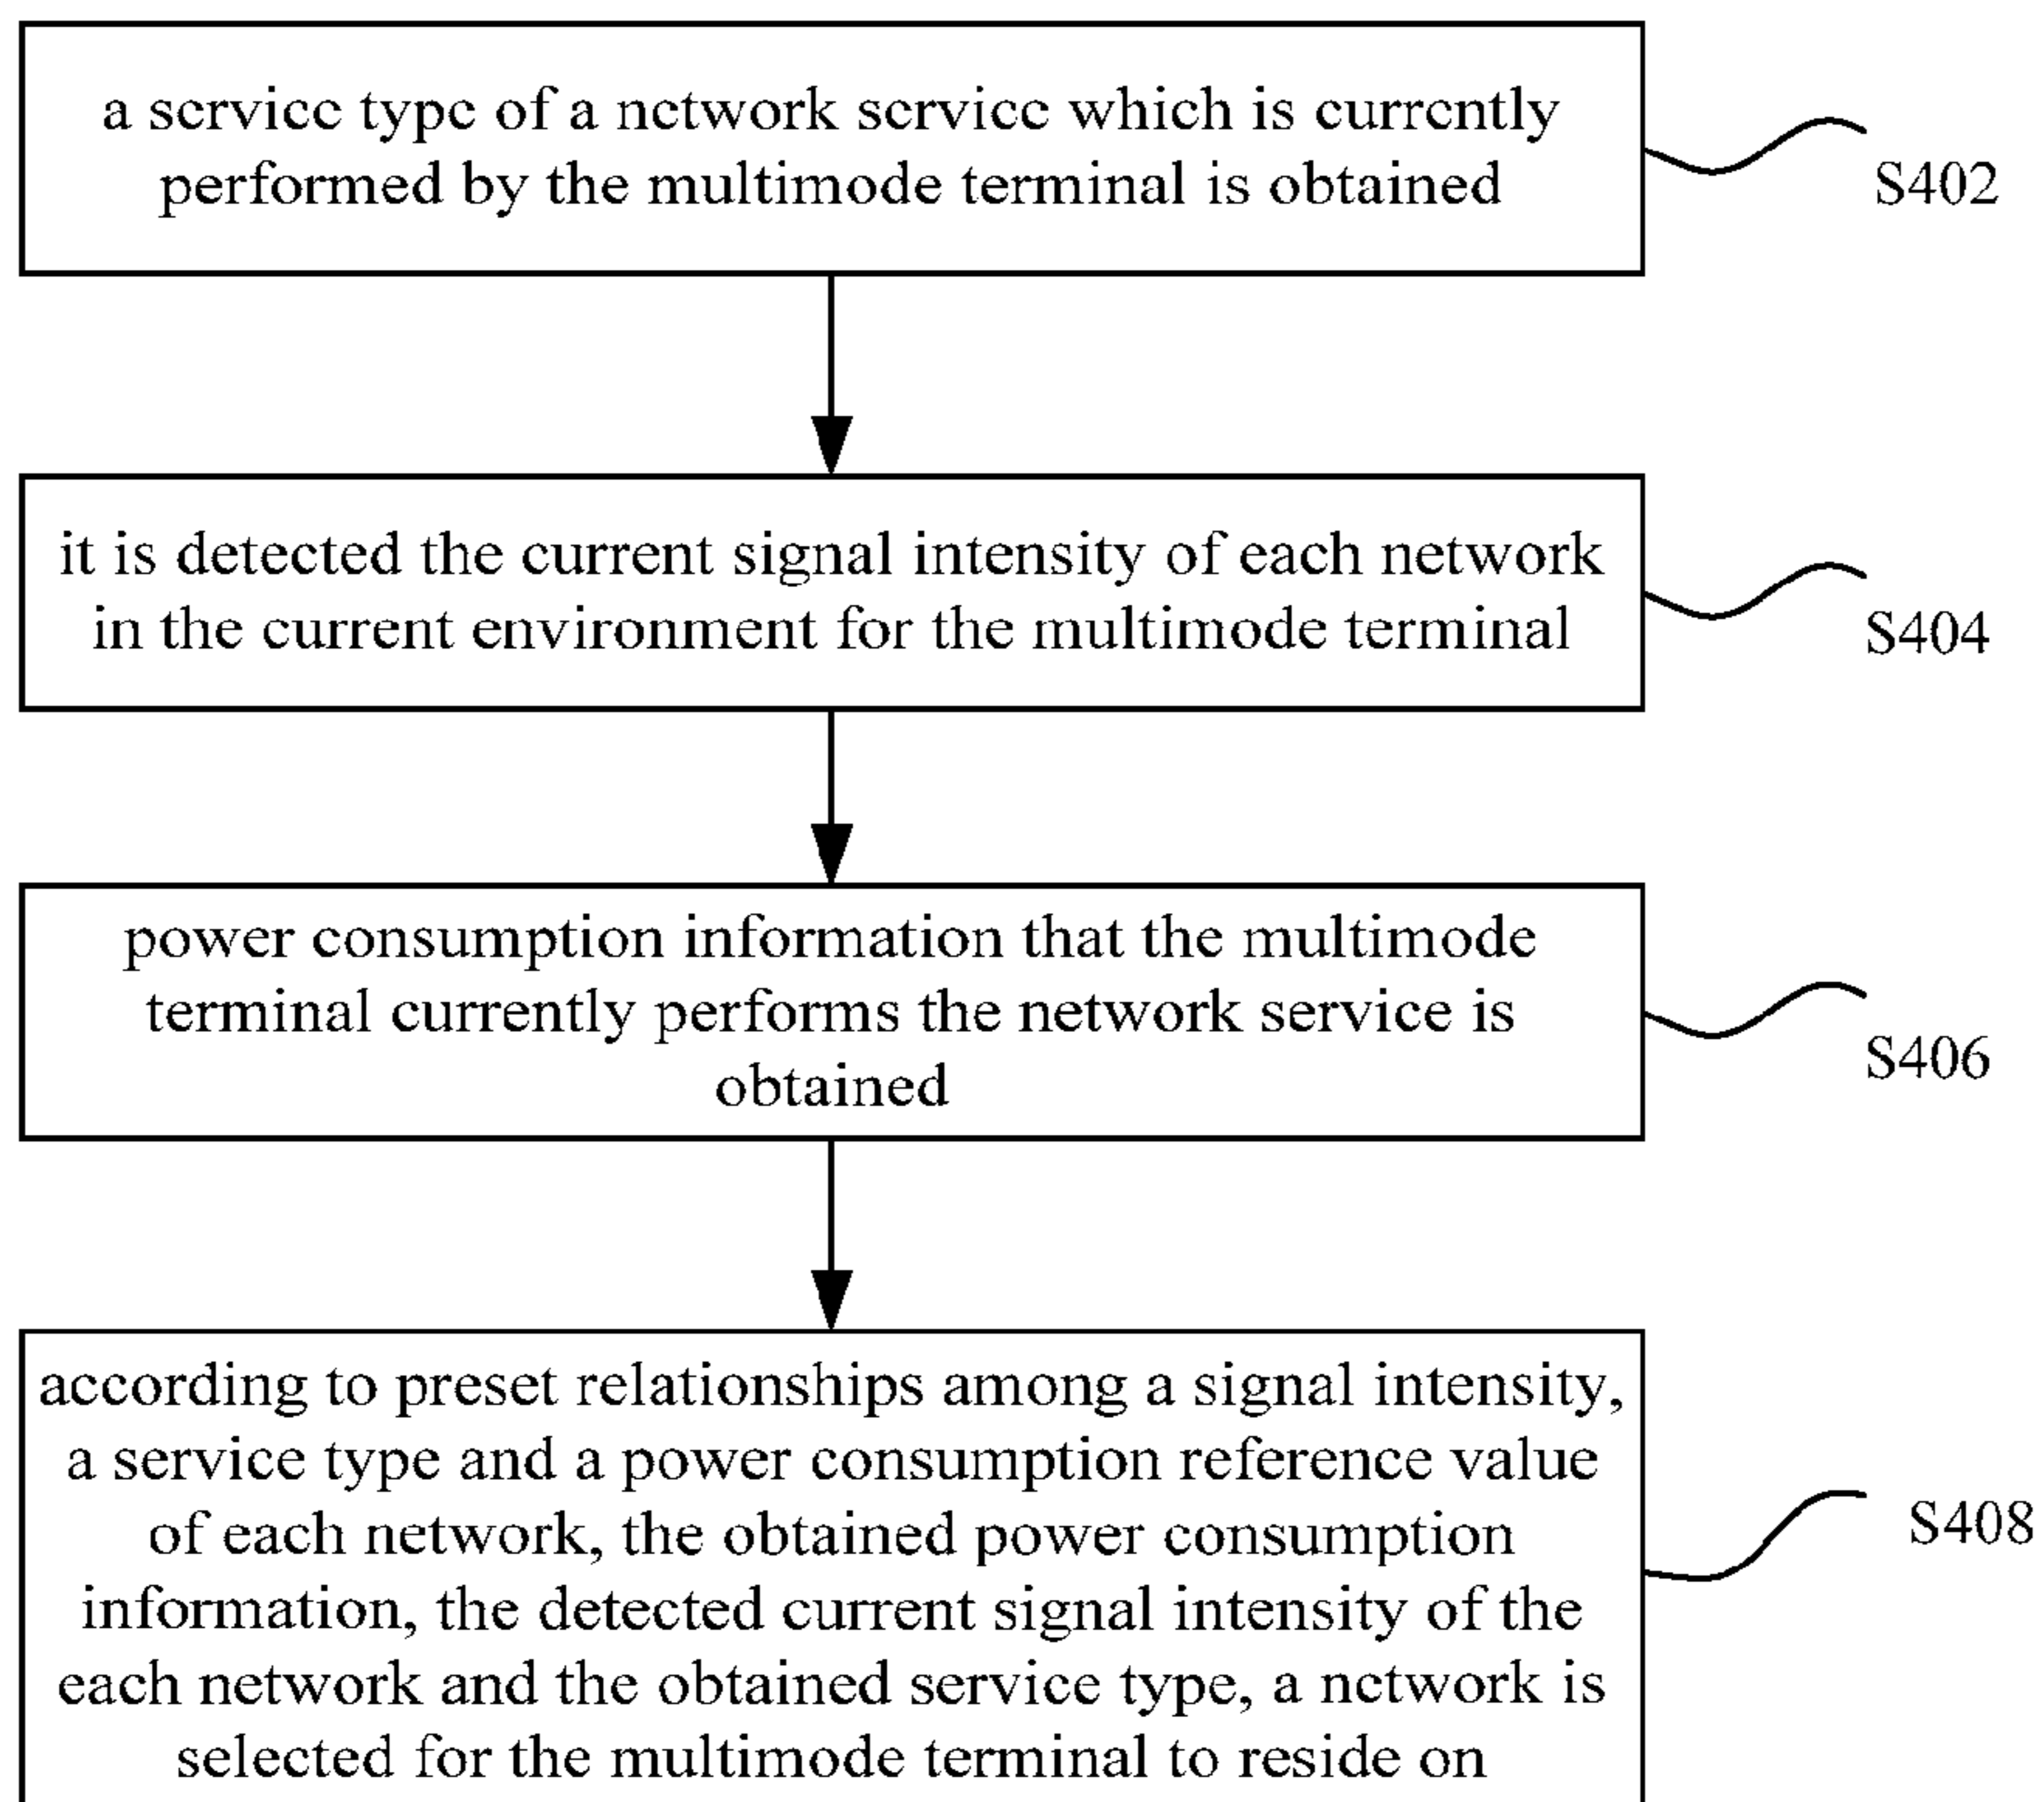 a service type of a network service which is currently
performed by the multimode terminal is obtained
S402
it is detected the current signal intensity of each network
in the current environment for the multimode terminal
S404
power consumption information that the multimode
terminal currently performs the network service is
obtained
S406
according to preset relationships among a signal intensity,
a service type and a power consumption reference value
of each network, the obtained power consumption
information, the detected current signal intensity of the
each network and the obtained service type, a network is
selected for the multimode terminal to reside on
S408